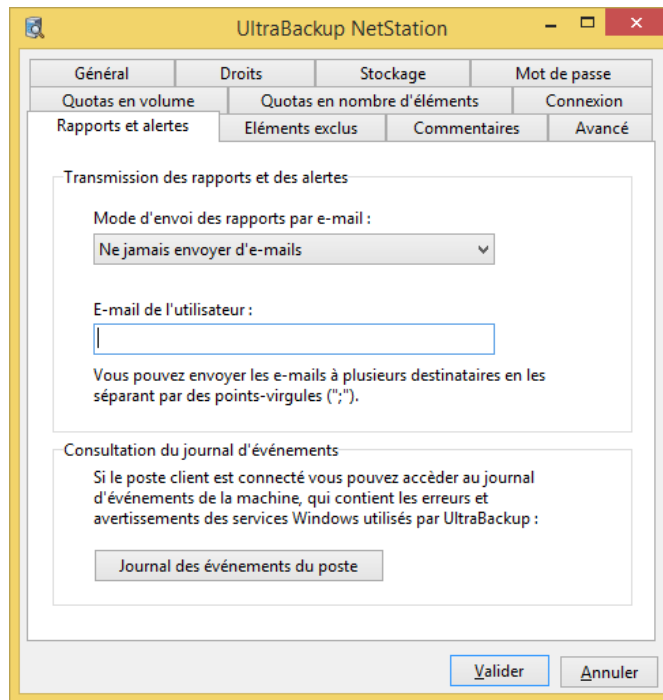 UltraBackup NetStation
Général Droits Stockage Mot de passe
Quotas en volume Quotas en nombre d'éléments Connexion
Rapports et alertes Eléments exclus Commentaires Avancé
Transmission des rapports et des alertes
Mode d'envoi des rapports par e-mail :
Ne jamais envoyer d'e-mails
E-mail de l'utilisateur :
Vous pouvez envoyer les e-mails à plusieurs destinataires en les
séparant par des points-virgules (";").
Consultation du journal d'événements
Si le poste client est connecté vous pouvez accèder au journal
d'événements de la machine, qui contient les erreurs et
avertissements des services Windows utilisés par UltraBackup :
Journal des événements du poste
Valider Annuler